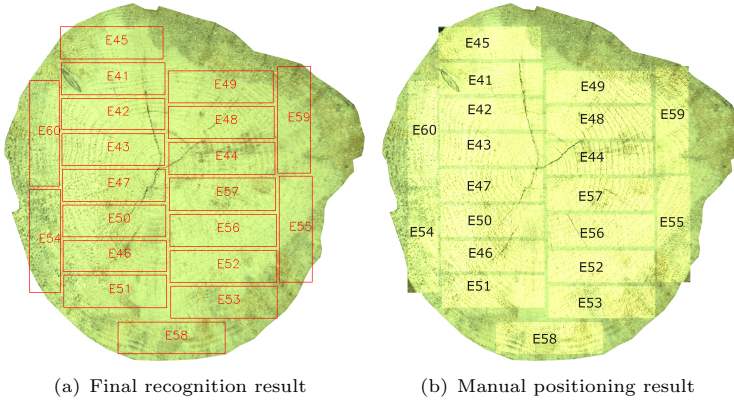 E45
E41
E49
E42
E59
E48
E60
E43
E44
E47
E57
E50
E56
E55
E54
E46
E52
E51
E53
E58
(a) Final recognition result
E45
E41
E49
E42
E59
E48
E60
E43
E44
E47
E57
E50
E55
E56
E54
E46
E52
E51
E53
E58
(b) Manual positioning result